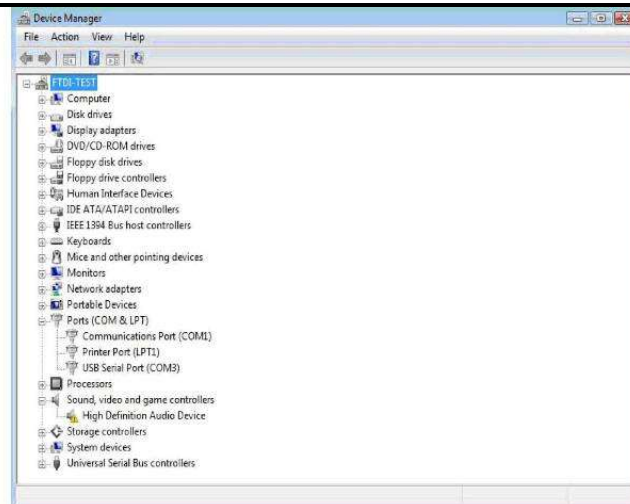 Device Manager
File Action View Help
FTDI-TEST
Computer
Disk drives
Display adapters
DVD/CD-ROM drives
Floppy disk drives
Floppy drive controllers
Human Interface Devices
IDE ATA/ATAPI controllers
IEEE 1394 Bus host controllers
Keyboards
Mice and other pointing devices
Monitors
Network adapters
Portable Devices
Ports (COM & LPT)
Communications Port (COM1)
Printer Port (LPT1)
USB Serial Port (COM3)
Processors
Sound, video and game controllers
High Definition Audio Device
Storage controllers
System devices
Universal Serial Bus controllers